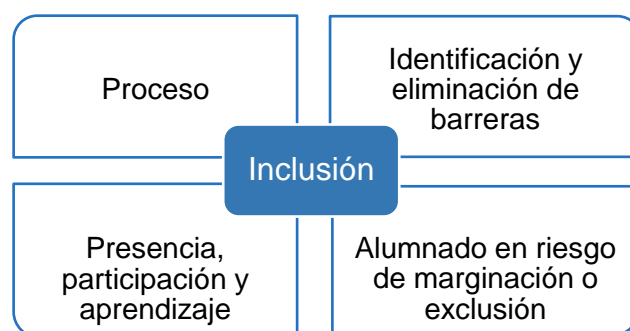 Proceso
Identificación y
eliminación de
barreras
Inclusión
Presencia,
participación y
aprendizaje
Alumnado en riesgo
de marginación o
exclusión